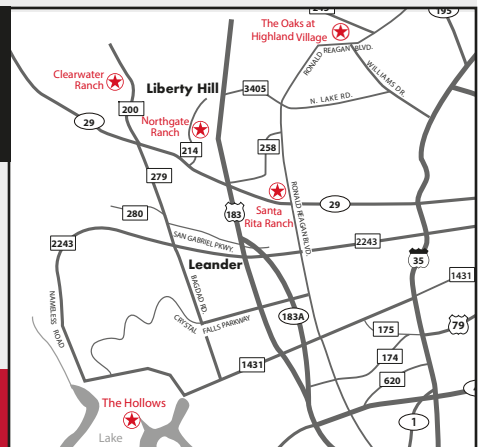 195
The Oaks at
Highland Village
RONALD REAGAN BLVD.
WILLIAMS DR.
Clearwater
Ranch
Liberty Hill
3405
N. LAKE RD.
200
29
Northgate
Ranch
214
258
279
RONALD REAGAN BLVD.
280
183
Santa
Rita Ranch
29
2243
SAN GABRIEL PKWY.
2243
Leander
35
1431
BAGDAD RD.
NAMELESS ROAD
CRYSTAL FALLS PARKWAY
183A
175
79
174
1431
620
The Hollows
1
Lake